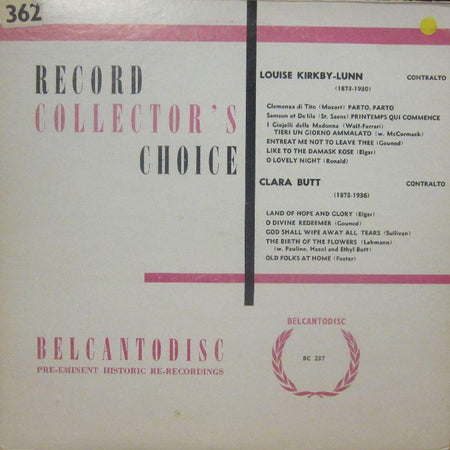 362
RECORD
COLLECTOR'S
CHOICE
LOUISE KIRKBY-LUNN CONTRALTO
(1873-1930)
Clemenza di Tito (Mozart) PARTO, PARTO
Samson et Delila (St. Saens) PRINTEMPS QUI COMMENCE
I Giojelli della Madonna (Wolf-Ferrari)
TIERI UN GIORNO AMMALATO (w. McCormack)
ENTREAT ME NOT TO LEAVE THEE (Gounod)
LIKE TO THE DAMASK ROSE (Elgar)
O LOVELY NIGHT (Ronald)
CLARA BUTT CONTRALTO
(1873-1936)
LAND OF HOPE AND GLORY (Elgar)
O DIVINE REDEEMER (Gounod)
GOD SHALL WIPE AWAY ALL TEARS (Sullivan)
THE BIRTH OF THE FLOWERS (Lehmann)
(w. Pauline, Hazel and Ethyl Butt)
OLD FOLKS AT HOME (Foster)
BELCANTODISC
PRE-EMINENT HISTORIC RE-RECORDINGS
BELCANTODISC
BC 237